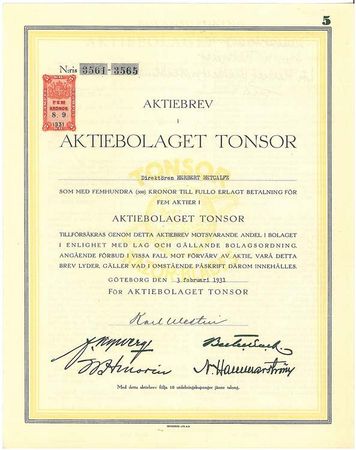 5
N:ris 3561-3565
FEM
KRONOR
8. 9
1931
AKTIEBREV
i
AKTIEBOLAGET TONSOR
TONSOR
Direktören HERBERT METCALFE
SOM MED FEMHUNDRA (500) KRONOR TILL FULLO ERLAGT BETALNING FÖR
FEM AKTIER I
AKTIEBOLAGET TONSOR
TILLFÖRSÄKRAS GENOM DETTA AKTIEBREV MOTSVARANDE ANDEL I BOLAGET
I ENLIGHET MED LAG OCH GÄLLANDE BOLAGSORDNING.
ANGÅENDE FÖRBUD I VISSA FALL MOT FÖRVÄRV AV AKTIE, VARÅ DETTA
BREV LYDER, GÄLLER VAD I OMSTÅENDE PÅSKRIFT DÄROM INNEHÅLLES.
GÖTEBORG DEN 3 februari 1931
FÖR AKTIEBOLAGET TONSOR
Karl Westin
N. Hammarström
Med detta aktiebrev följa 10 utdelningskuponger jämte talong.